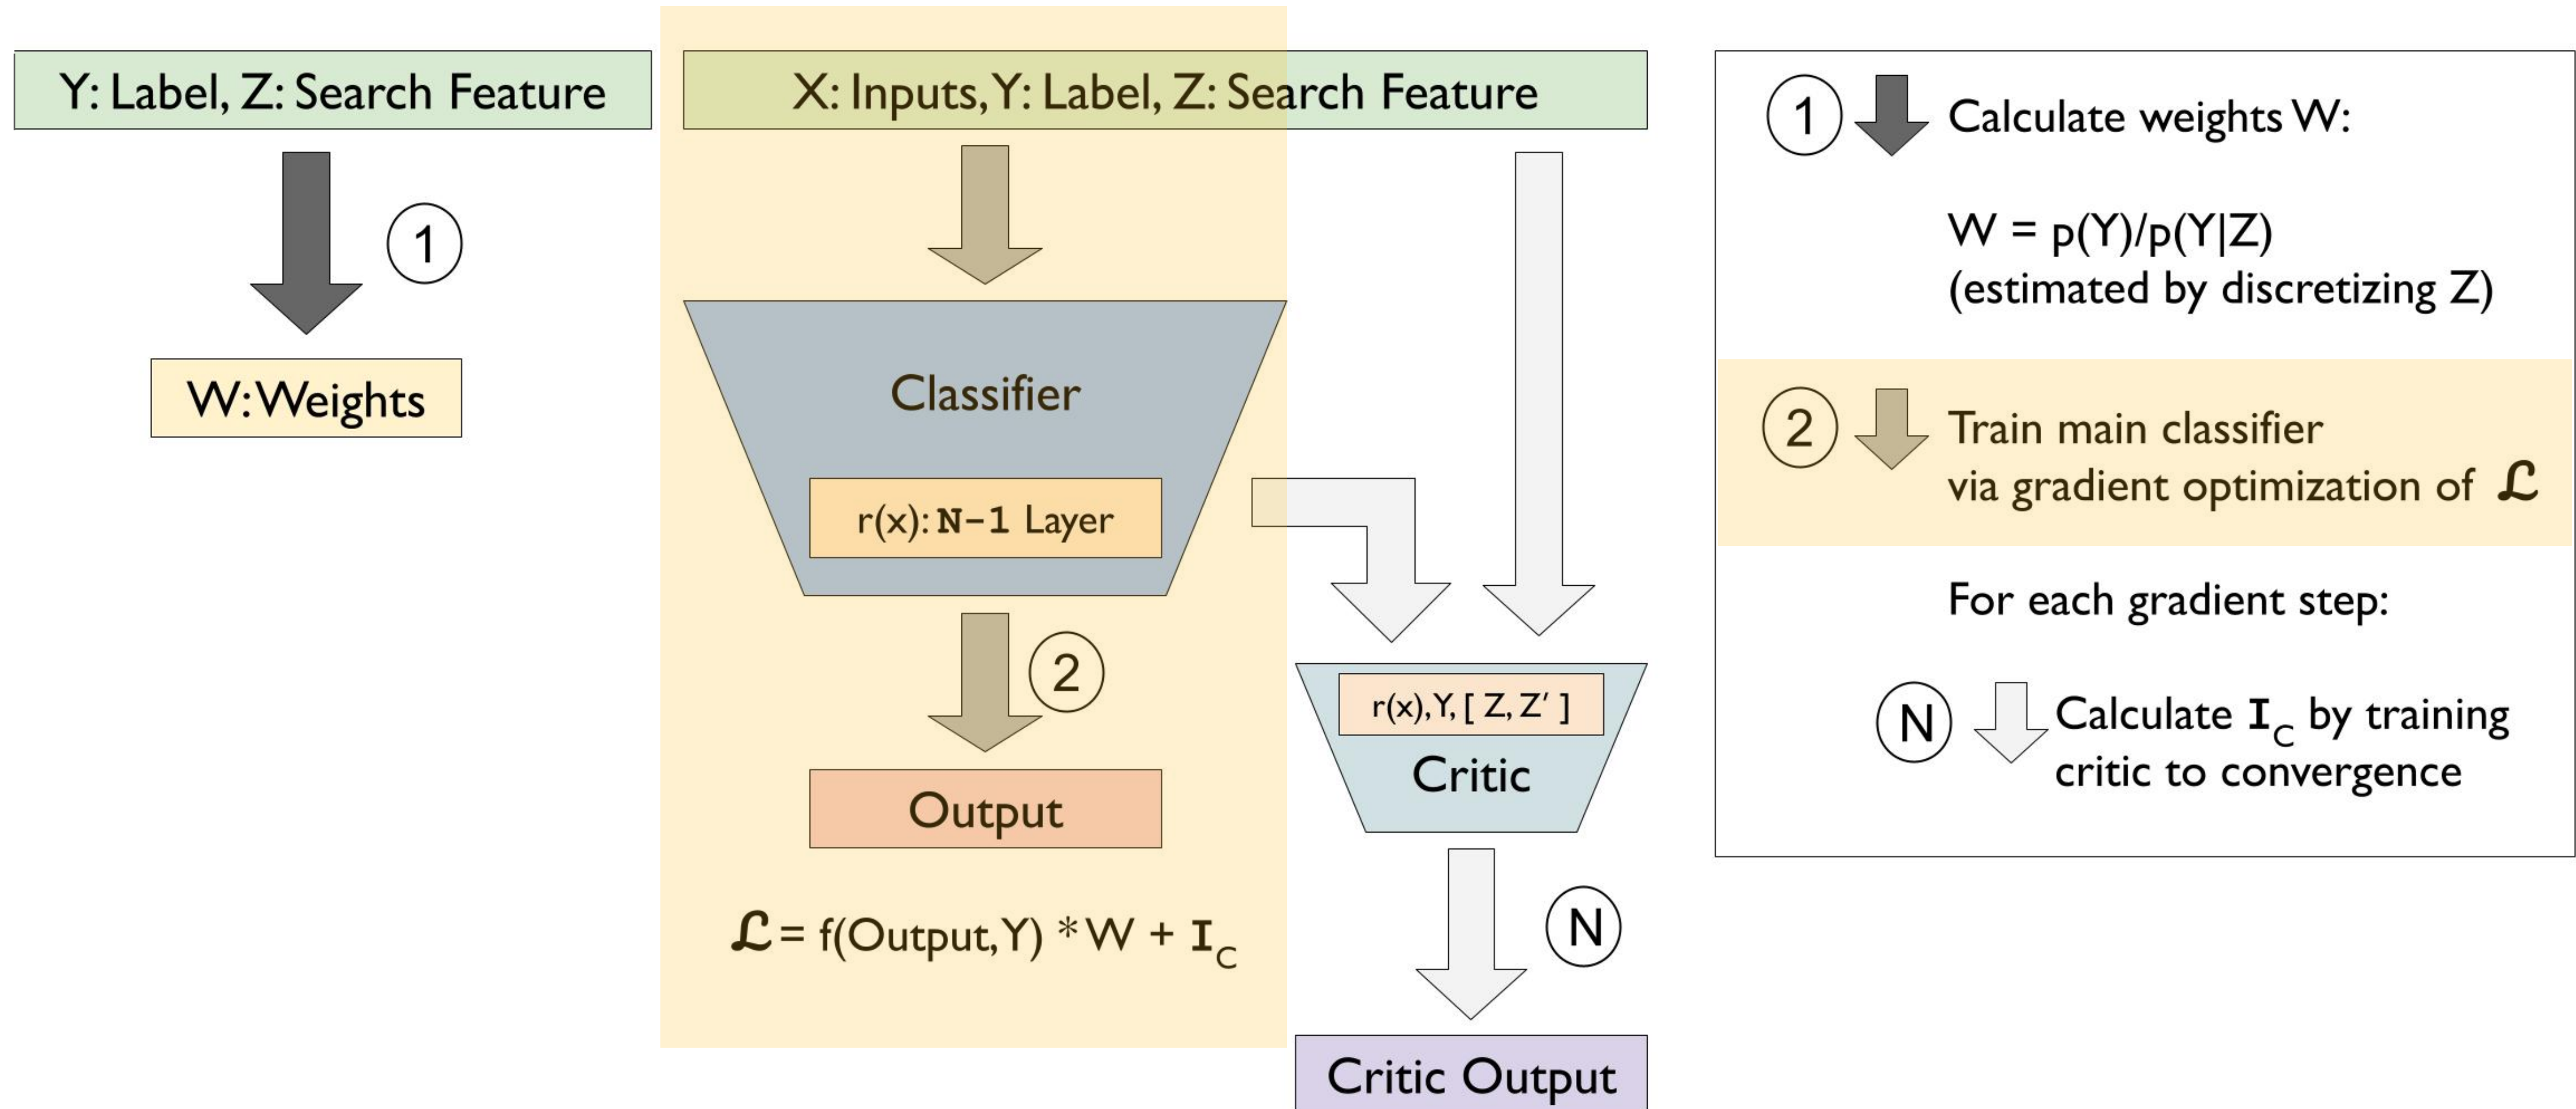 Y: Label, Z: Search Feature
1
W: Weights
X: Inputs, Y: Label, Z: Search Feature
Classifier
r(x): N-1 Layer
2
Output
ℒ = f(Output, Y) * W + I_C
r(x), Y, [ Z, Z′ ]
Critic
N
Critic Output
1 Calculate weights W:
W = p(Y)/p(Y|Z)
(estimated by discretizing Z)
2 Train main classifier
via gradient optimization of ℒ
For each gradient step:
N Calculate I_C by training
critic to convergence